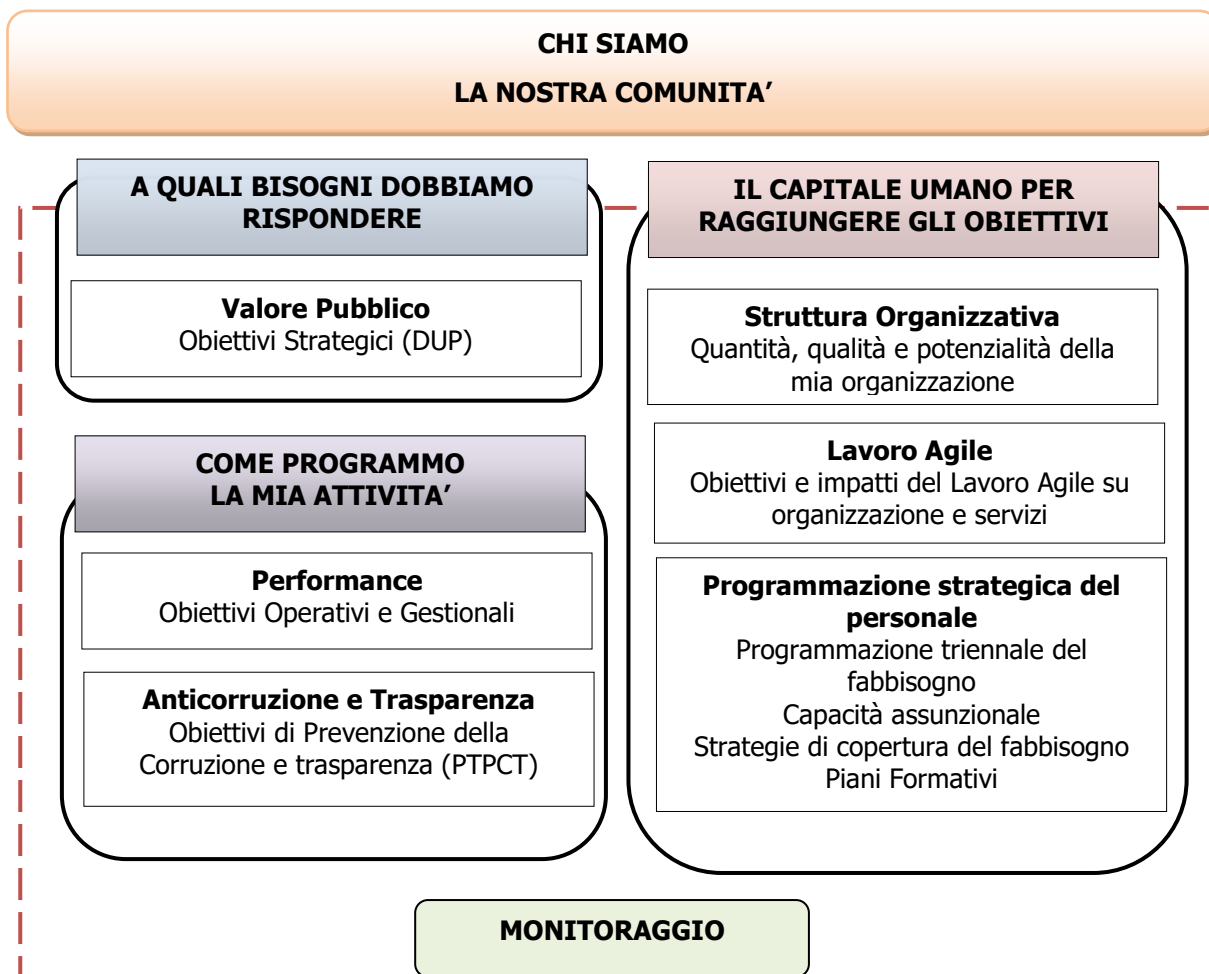 CHI SIAMO
LA NOSTRA COMUNITA’
A QUALI BISOGNI DOBBIAMO
RISPONDERE
Valore Pubblico
Obiettivi Strategici (DUP)
COME PROGRAMMO
LA MIA ATTIVITA’
Performance
Obiettivi Operativi e Gestionali
Anticorruzione e Trasparenza
Obiettivi di Prevenzione della
Corruzione e trasparenza (PTPCT)
IL CAPITALE UMANO PER
RAGGIUNGERE GLI OBIETTIVI
Struttura Organizzativa
Quantità, qualità e potenzialità della
mia organizzazione
Lavoro Agile
Obiettivi e impatti del Lavoro Agile su
organizzazione e servizi
Programmazione strategica del
personale
Programmazione triennale del
fabbisogno
Capacità assunzionale
Strategie di copertura del fabbisogno
Piani Formativi
MONITORAGGIO